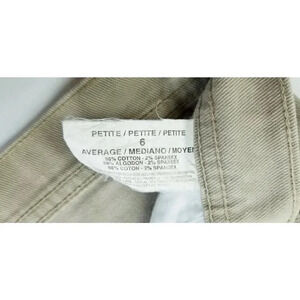 PETITE / PETITE / PETITE
6
AVERAGE / MEDIANO / MOYEN
98% COTTON - 2% SPANDEX
98% ALGODON - 2% SPANDEX
98% COTON - 2% SPANDEX